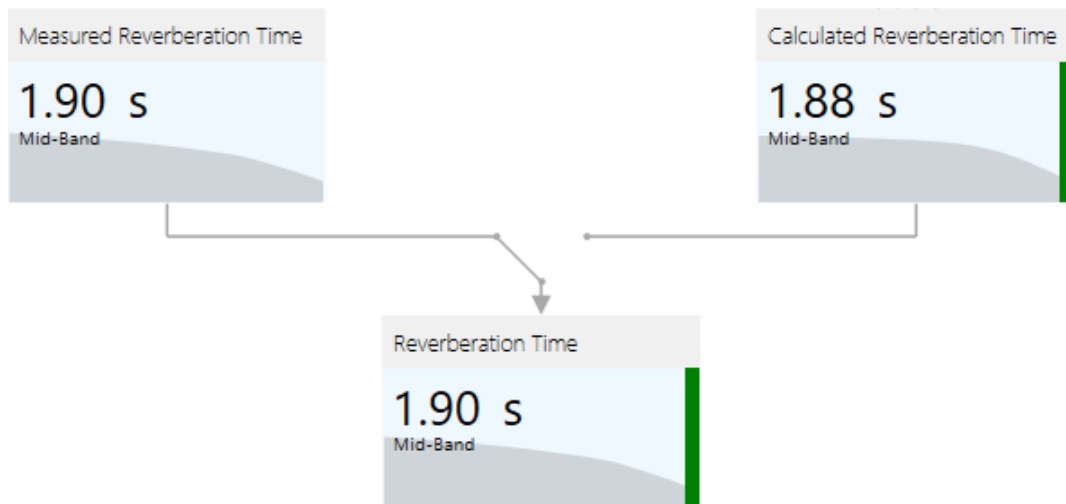 Measured Reverberation Time
1.90 s
Mid-Band
Calculated Reverberation Time
1.88 s
Mid-Band
Reverberation Time
1.90 s
Mid-Band